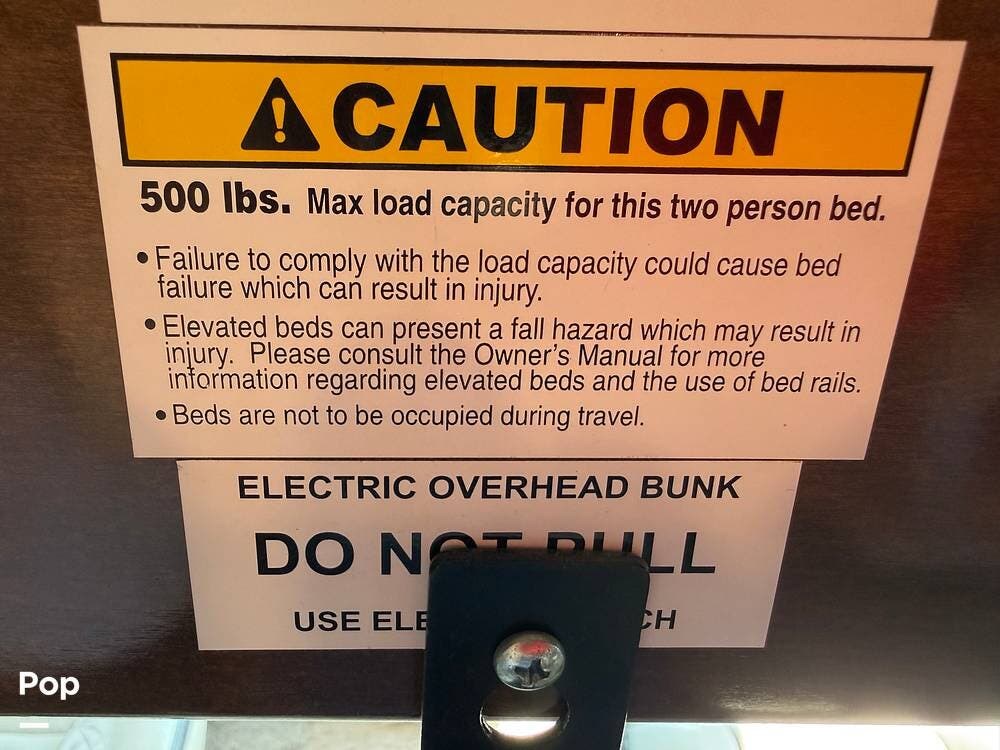 CAUTION
500 lbs. Max load capacity for this two person bed.
• Failure to comply with the load capacity could cause bed
failure which can result in injury.
• Elevated beds can present a fall hazard which may result in
injury. Please consult the Owner's Manual for more
information regarding elevated beds and the use of bed rails.
• Beds are not to be occupied during travel.
ELECTRIC OVERHEAD BUNK
DO NOT PULL
USE
Pop